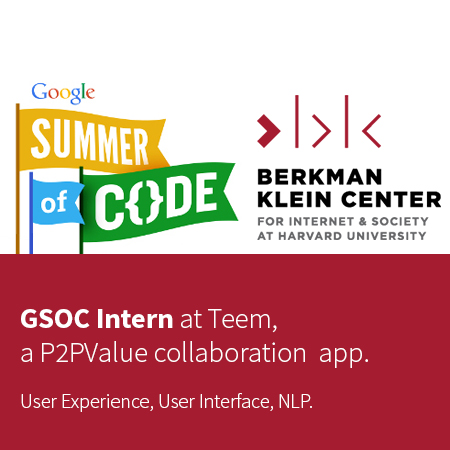 Google
SUMMER
of CODE
BERKMAN
KLEIN CENTER
FOR INTERNET & SOCIETY
AT HARVARD UNIVERSITY
GSOC Intern at Teem,
a P2PValue collaboration app.
User Experience, User Interface, NLP.